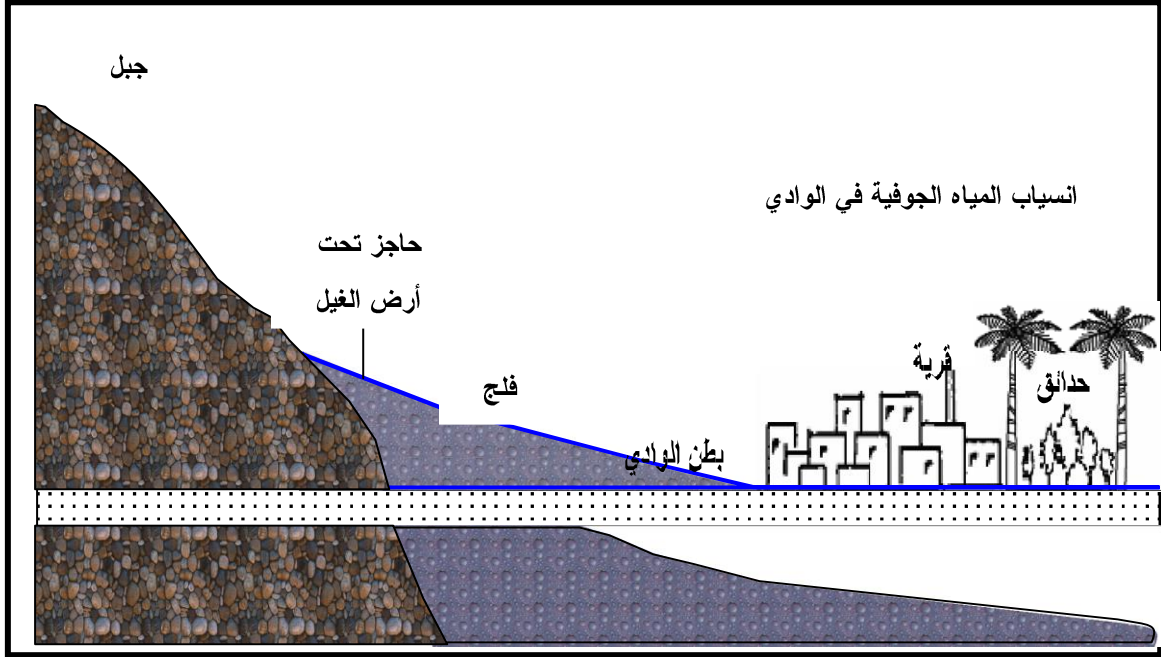 جبل
انسياب المياه الجوفية في الوادي
حاجز تحت
أرض الغيل
قرية
حدائق
فلج
بطن الوادي